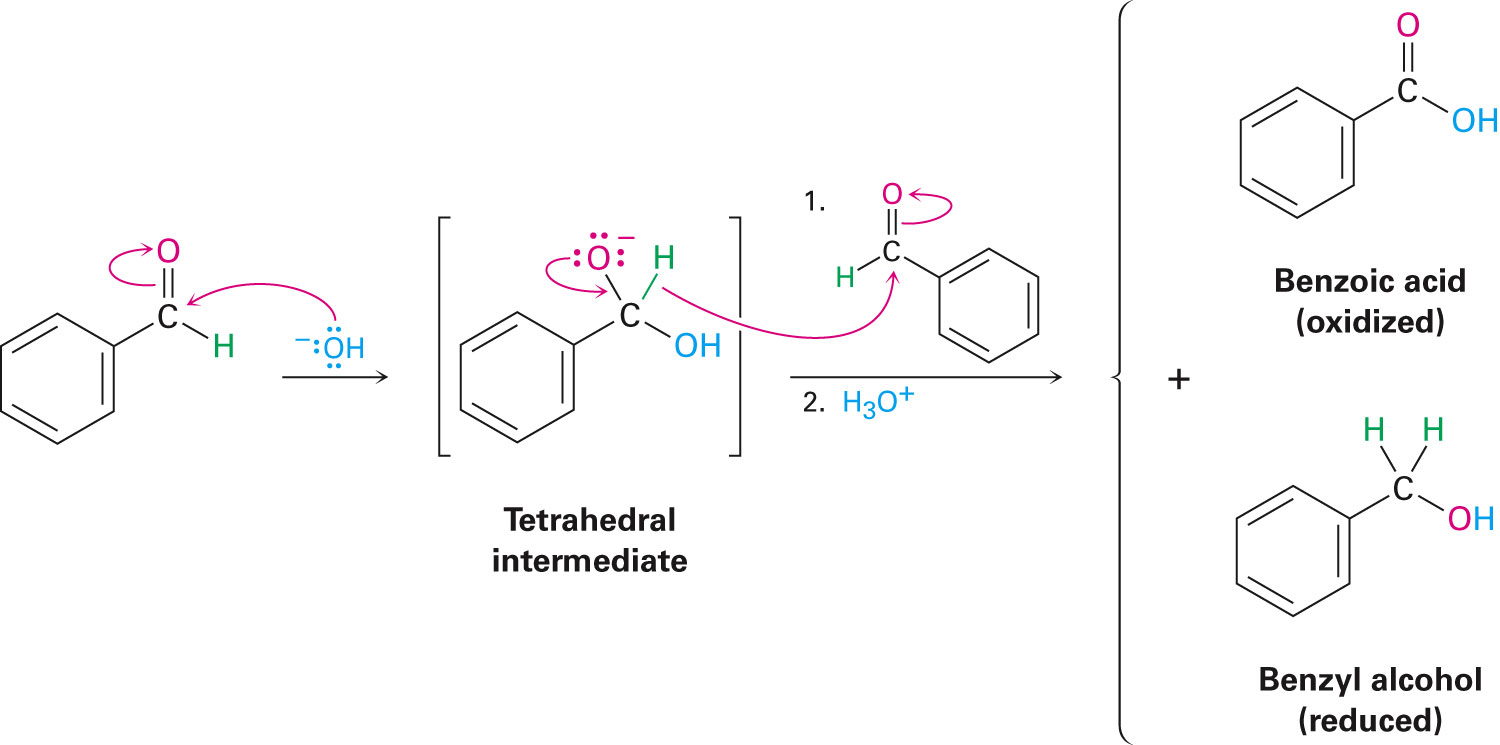 O
C
H
−:ÖH
:Ö:−
H
C
OH
Tetrahedral
intermediate
1.
O
C
H
2. H₃O⁺
O
C
OH
Benzoic acid
(oxidized)
+
H H
C
OH
Benzyl alcohol
(reduced)